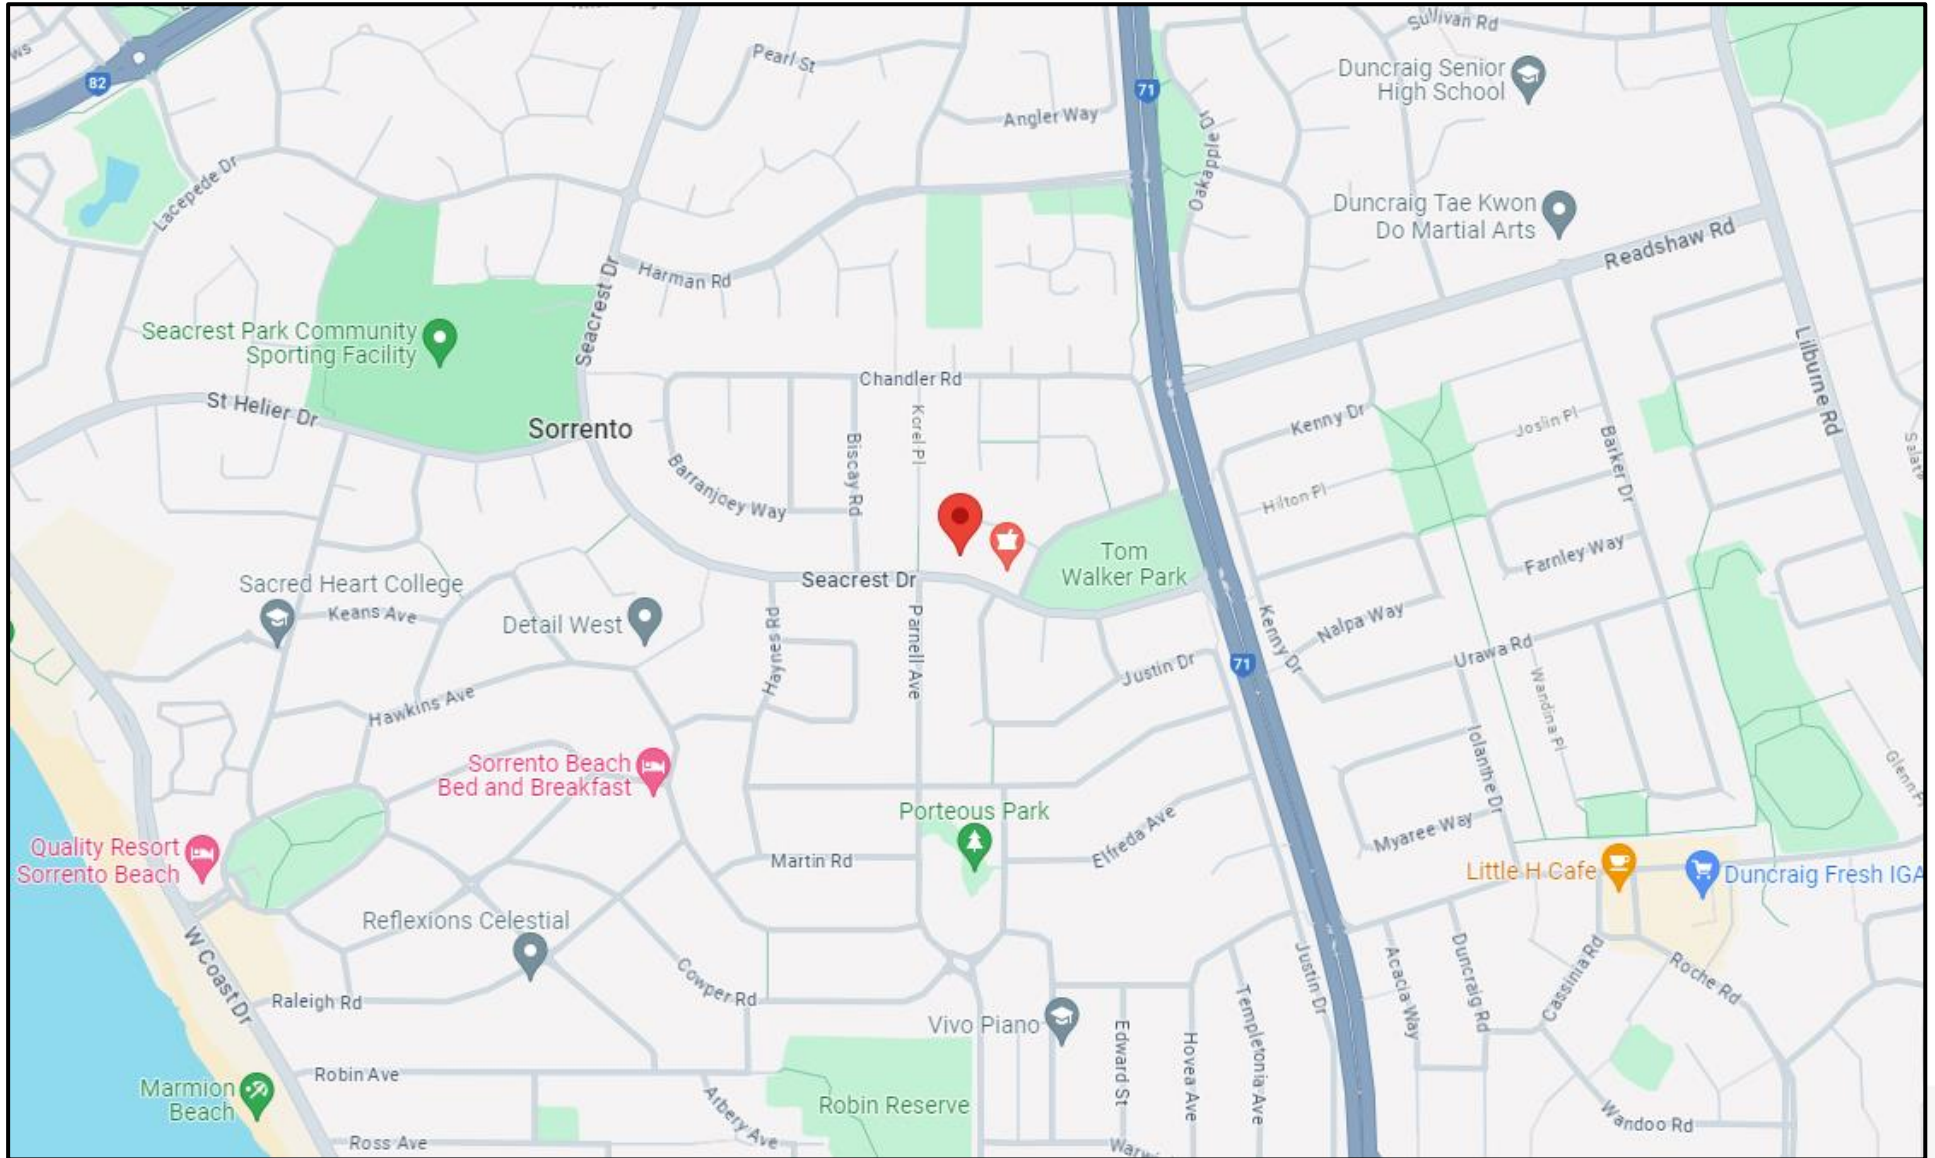 ws
82
Pearl St
Sullivan Rd
71
Duncraig Senior
High School
Angler Way
Oakapple Dr
Lacepede Dr
Duncraig Tae Kwon
Do Martial Arts
Readshaw Rd
Harman Rd
Seacrest Dr
Seacrest Park Community
Sporting Facility
Lilburne Rd
Chandler Rd
St Helier Dr
Sorrento
Korel Pl
Kenny Dr
Joslin Pl
Barker Dr
Biscay Rd
Barranjoey Way
Hilton Pl
Tom
Walker Park
Farnley Way
Seacrest Dr
Sacred Heart College
Keans Ave
Detail West
Haynes Rd
Parnell Ave
Kenny Dr
Nalpa Way
Urawa Rd
Justin Dr
71
Wandina Pl
Hawkins Ave
Iolanthe Dr
Sorrento Beach
Bed and Breakfast
Porteous Park
Elfreda Ave
Myaree Way
Quality Resort
Sorrento Beach
Martin Rd
Little H Cafe
Duncraig Fresh IGA
Reflexions Celestial
W Coast Dr
Cowper Rd
Raleigh Rd
Justin Dr
Acacia Way
Duncraig Rd
Cassinia Rd
Roche Rd
Vivo Piano
Edward St
Hovea Ave
Templetonia Ave
Robin Ave
Marmion
Beach
Arbery Ave
Robin Reserve
Wandoo Rd
Ross Ave